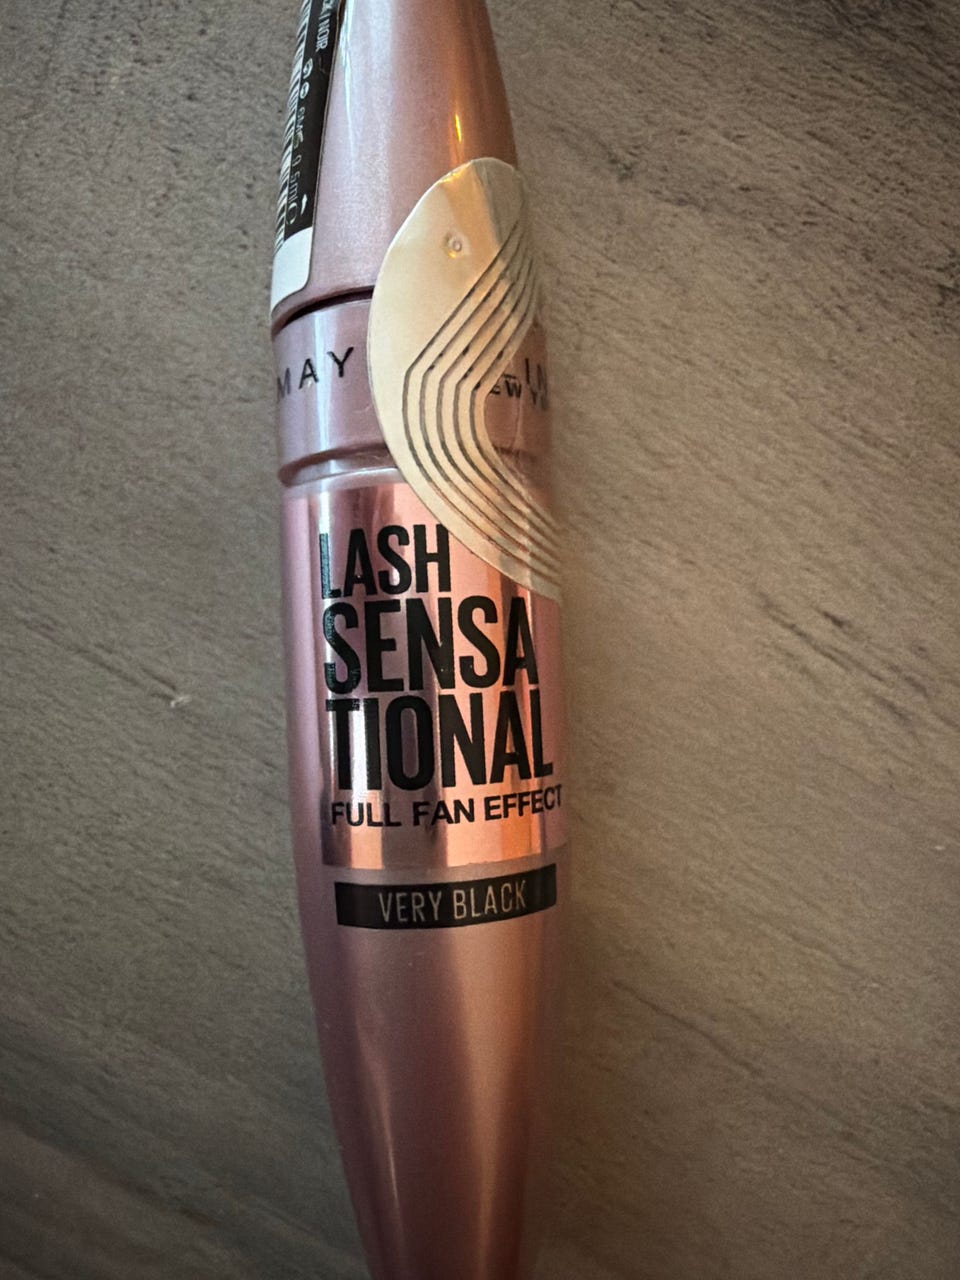 MAY
LASH
SENSA
TIONAL
FULL FAN EFFECT
VERY BLACK